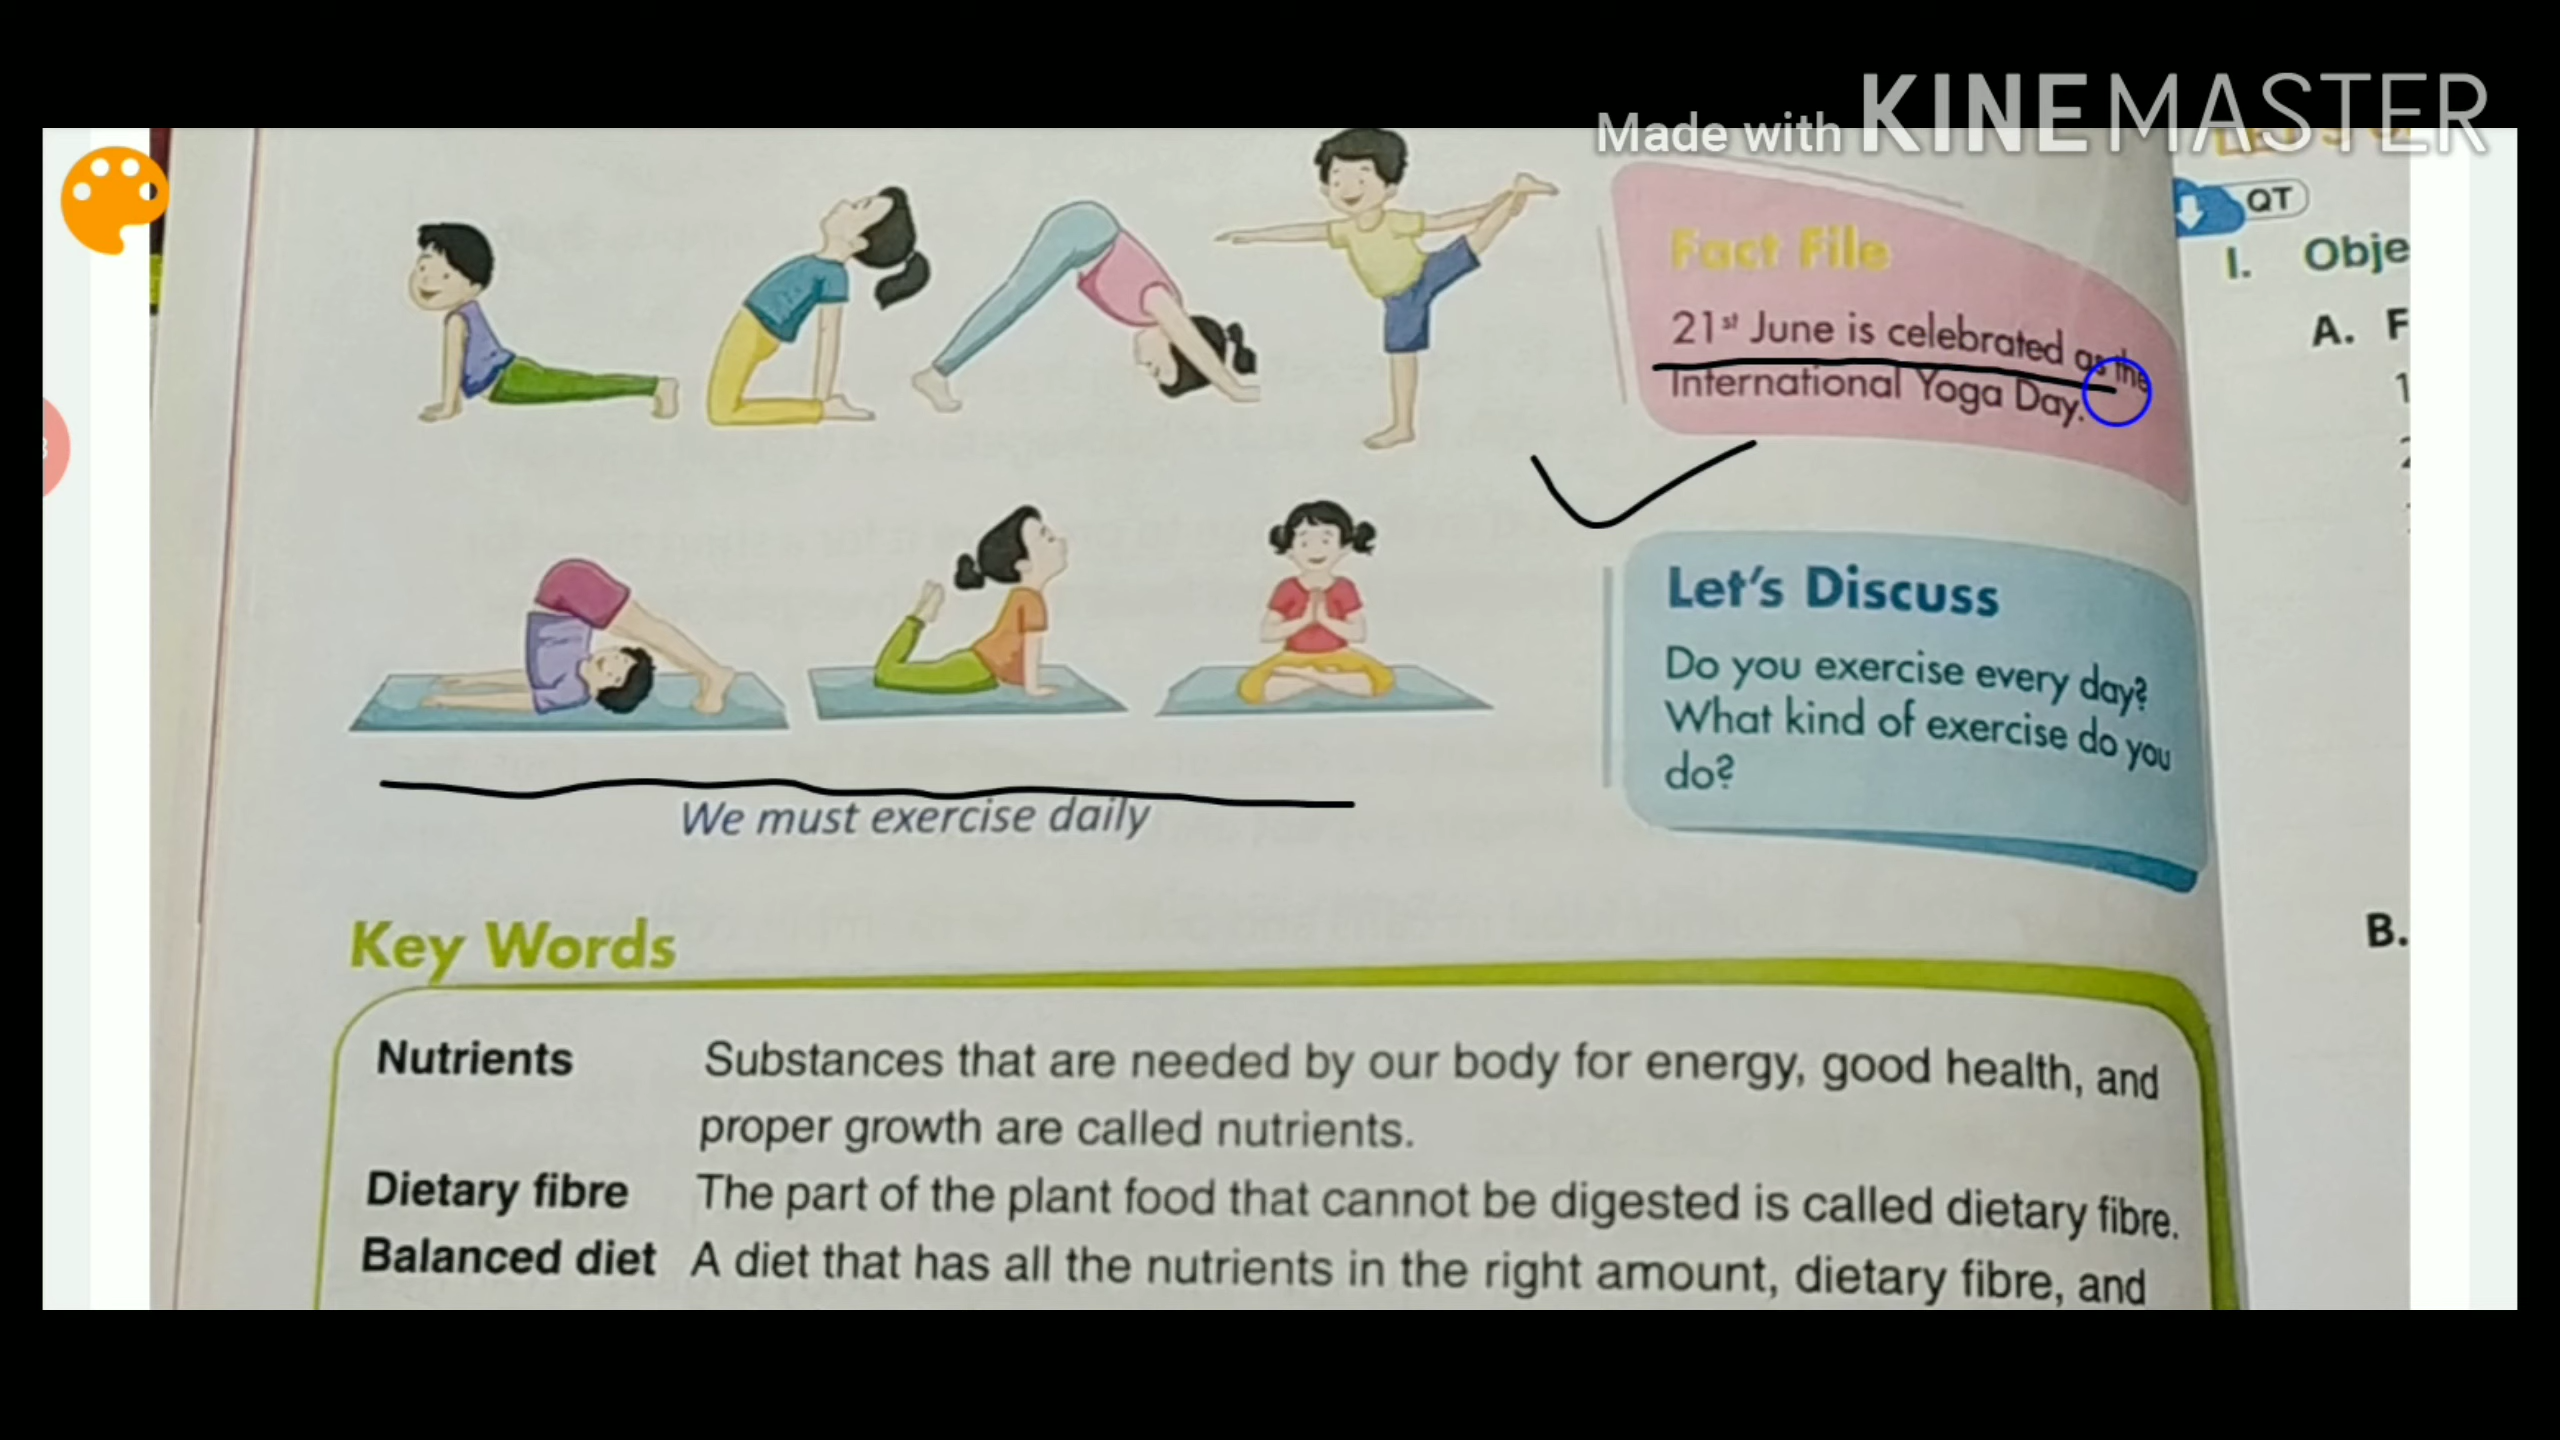 Made with KINEMASTER
Fact File
21st June is celebrated as the
International Yoga Day.
Let's Discuss
Do you exercise every day?
What kind of exercise do you
do?
We must exercise daily
Key Words
Nutrients Substances that are needed by our body for energy, good health, and
proper growth are called nutrients.
Dietary fibre The part of the plant food that cannot be digested is called dietary fibre.
Balanced diet A diet that has all the nutrients in the right amount, dietary fibre, and
QT
I. Obje
A. F
1
2
B.